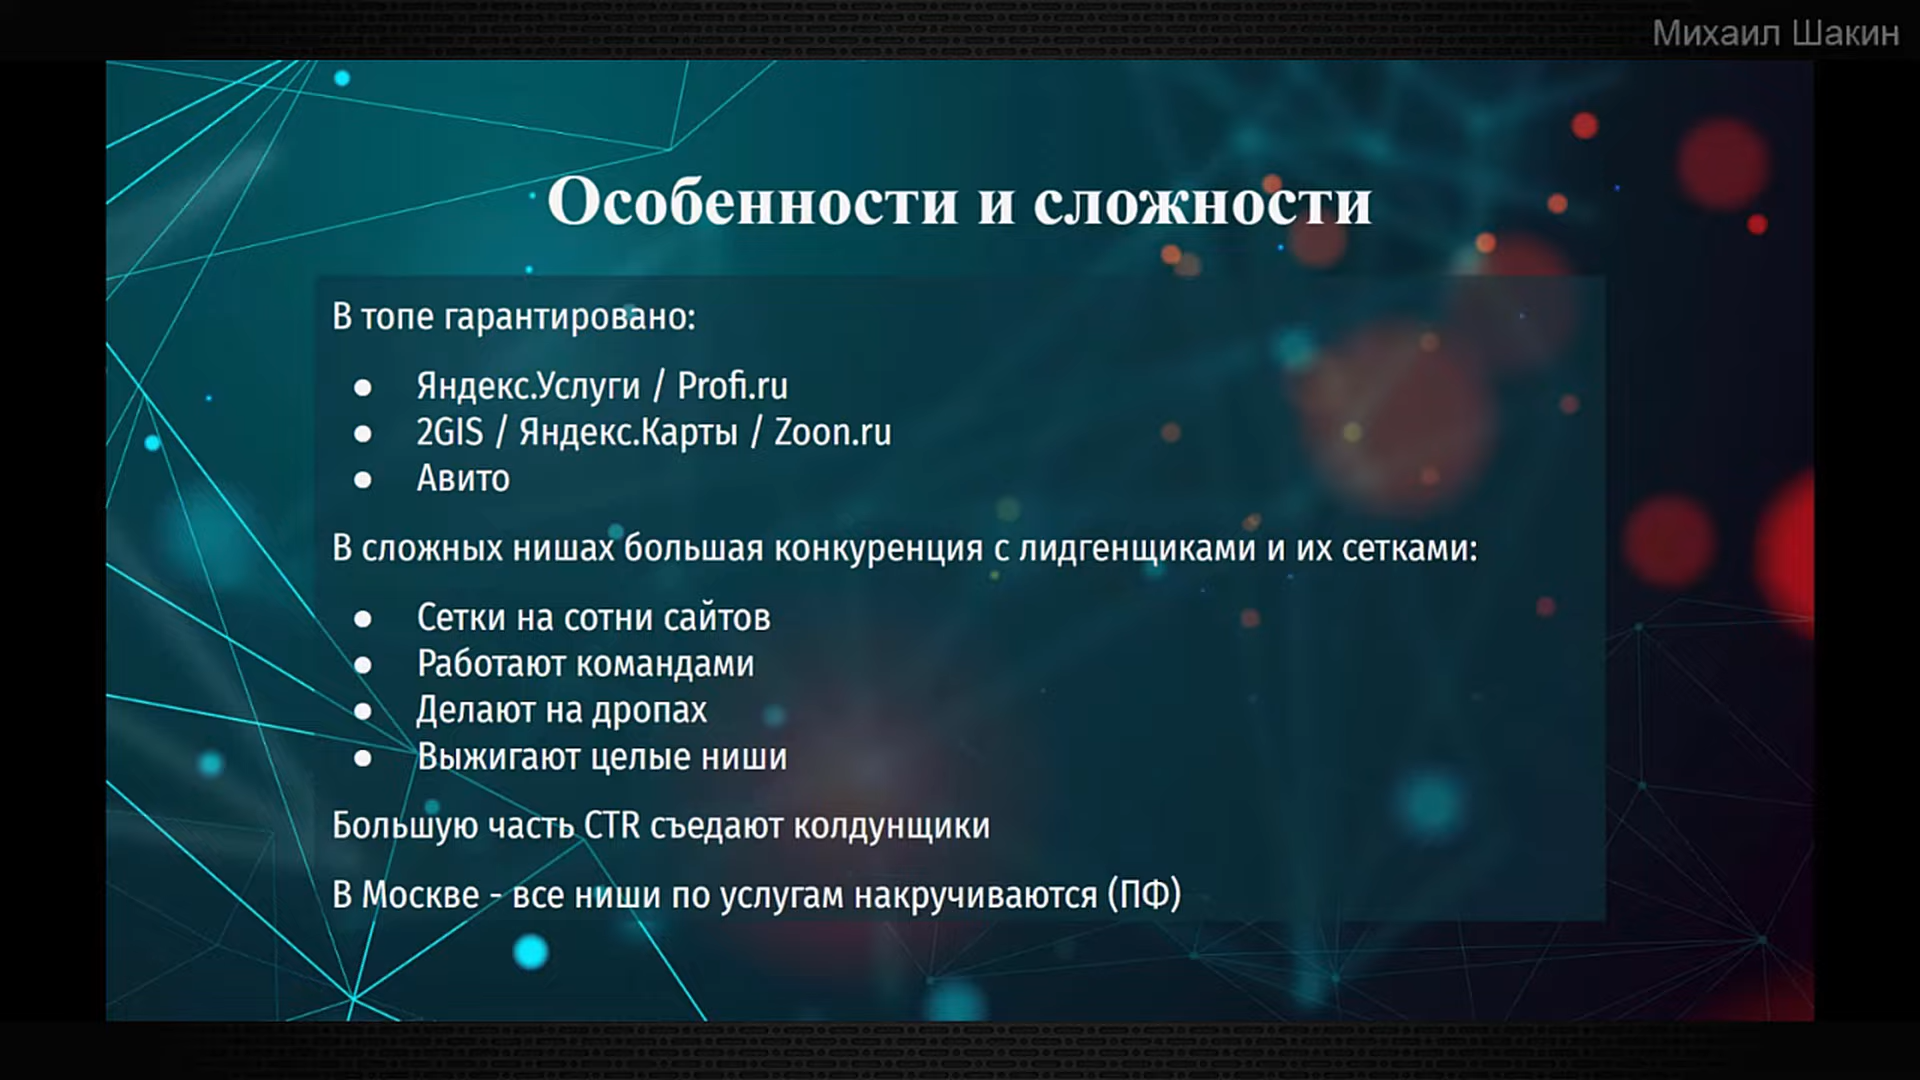 Михаил Шакин
Особенности и сложности
В топе гарантировано:
● Яндекс.Услуги / Profi.ru
● 2GIS / Яндекс.Карты / Zoon.ru
● Авито
В сложных нишах большая конкуренция с лидгенщиками и их сетками:
● Сетки на сотни сайтов
● Работают командами
● Делают на дропах
● Выжигают целые ниши
Большую часть CTR съедают колдунщики
В Москве - все ниши по услугам накручиваются (ПФ)